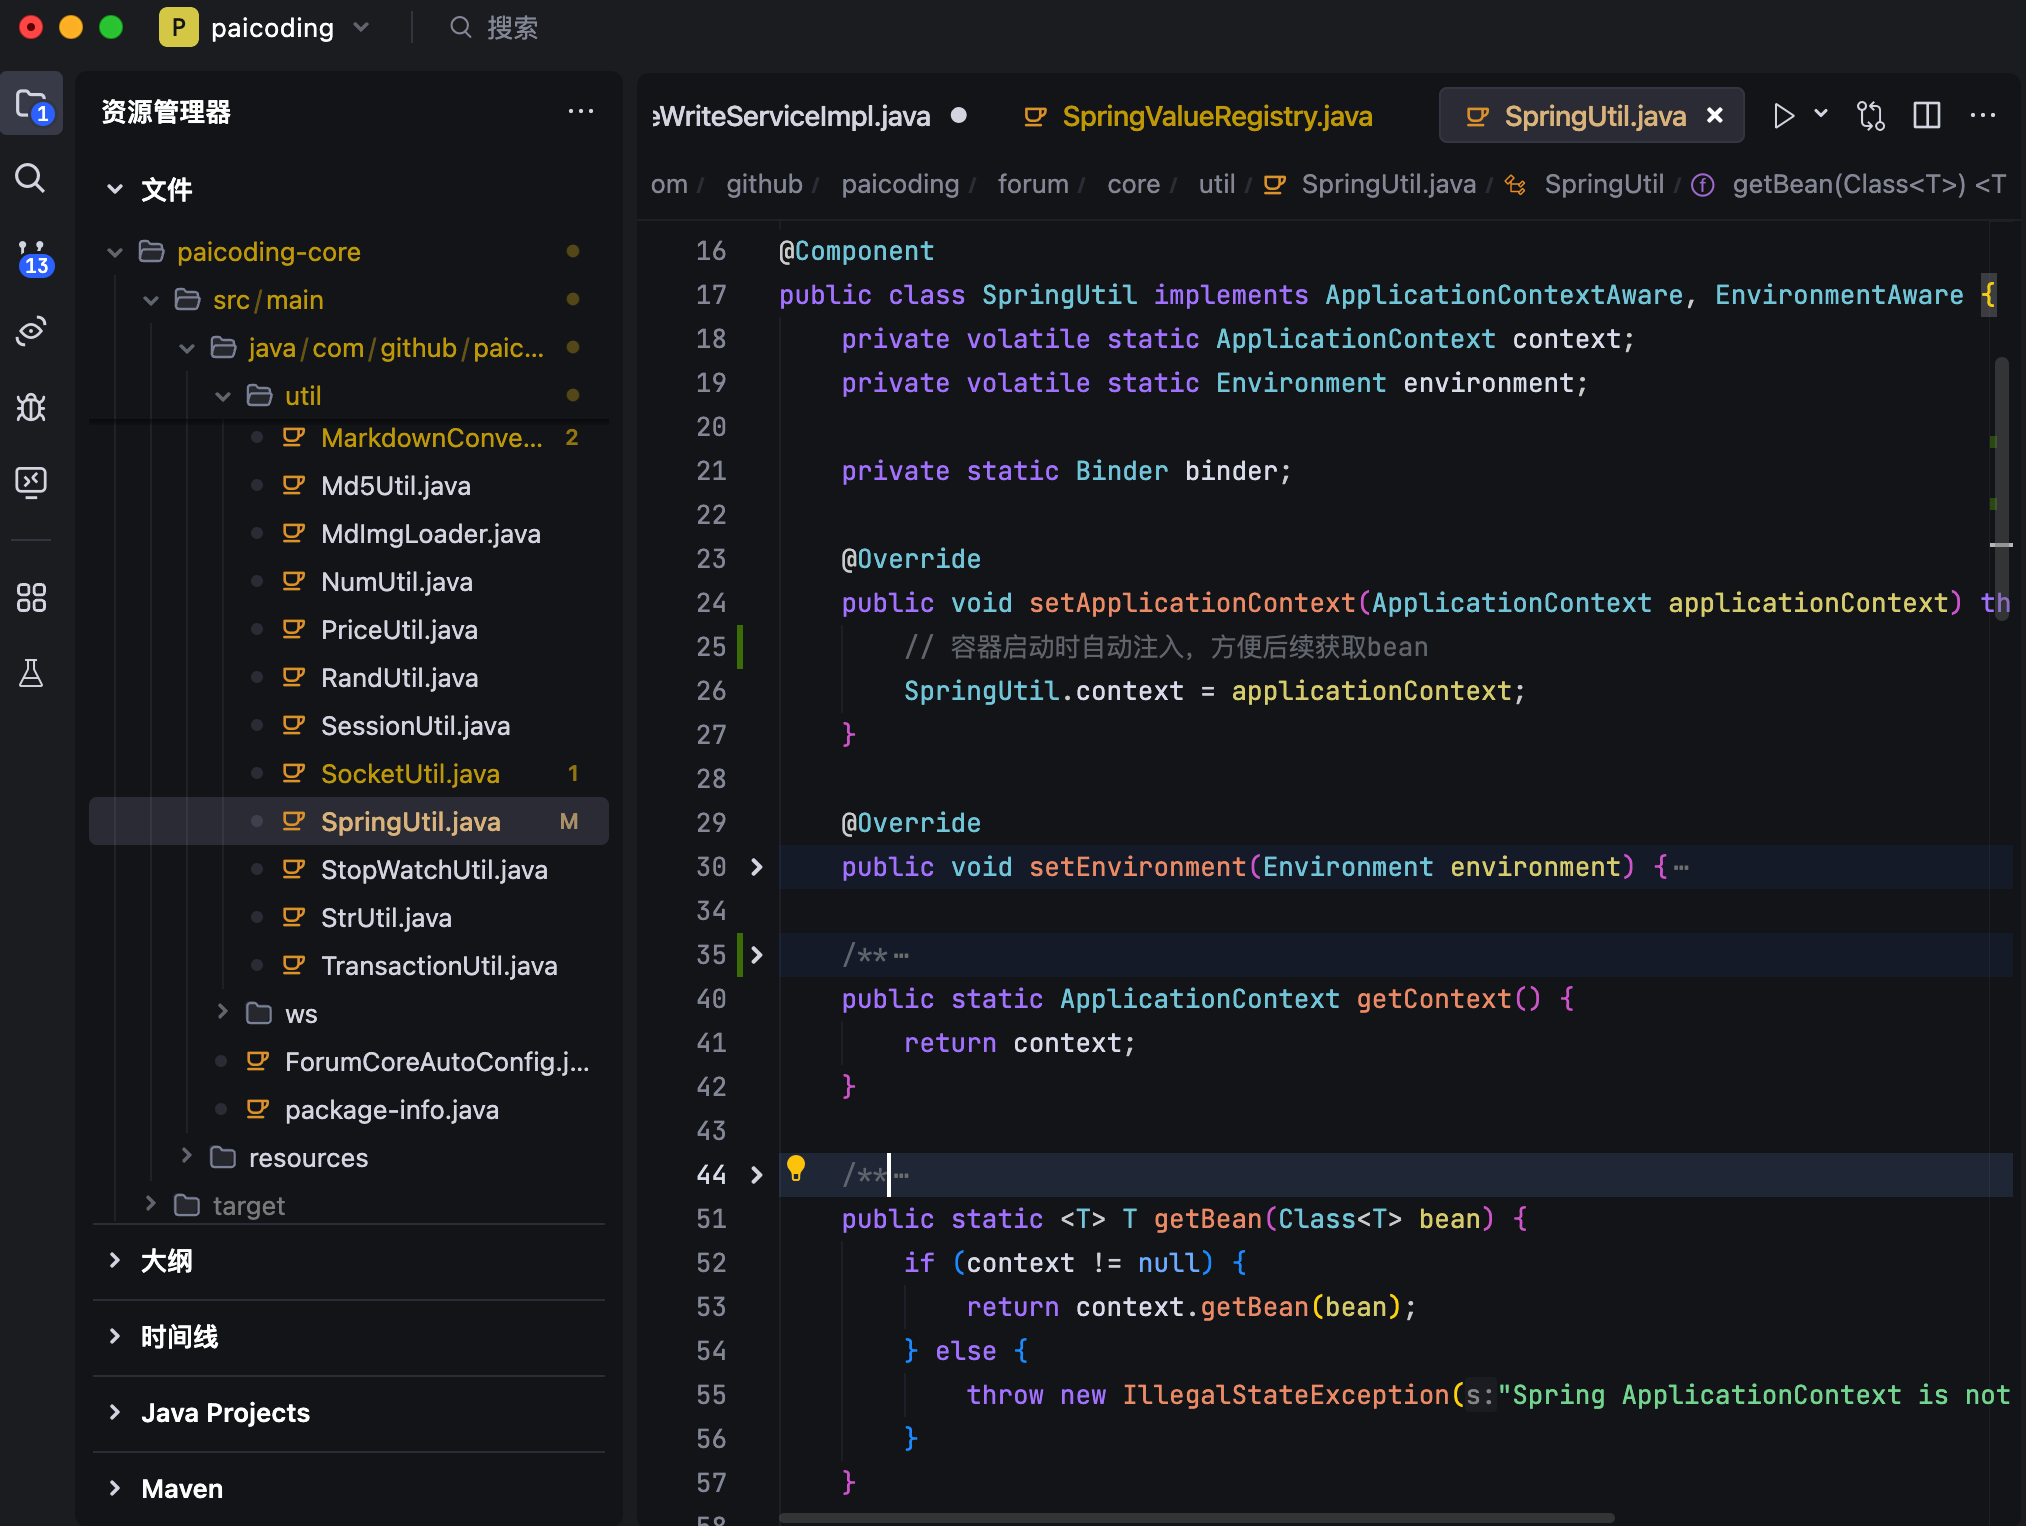 P paicoding 搜索
1
13
资源管理器 ...
文件
paicoding-core
src/main
java/com/github/paic...
util
MarkdownConve... 2
Md5Util.java
MdImgLoader.java
NumUtil.java
PriceUtil.java
RandUtil.java
SessionUtil.java
SocketUtil.java 1
SpringUtil.java M
StopWatchUtil.java
StrUtil.java
TransactionUtil.java
ws
ForumCoreAutoConfig.j...
package-info.java
resources
target
大纲
时间线
Java Projects
Maven
eWriteServiceImpl.java SpringValueRegistry.java SpringUtil.java ...
om / github / paicoding / forum / core / util / SpringUtil.java / SpringUtil / getBean(Class<T>) <T
16 @Component
17 public class SpringUtil implements ApplicationContextAware, EnvironmentAware {
18 private volatile static ApplicationContext context;
19 private volatile static Environment environment;
20
21 private static Binder binder;
22
23 @Override
24 public void setApplicationContext(ApplicationContext applicationContext) th
25 // 容器启动时自动注入，方便后续获取bean
26 SpringUtil.context = applicationContext;
27 }
28
29 @Override
30 public void setEnvironment(Environment environment) {…
34
35 /**…
40 public static ApplicationContext getContext() {
41 return context;
42 }
43
44 /**…
51 public static <T> T getBean(Class<T> bean) {
52 if (context != null) {
53 return context.getBean(bean);
54 } else {
55 throw new IllegalStateException(s:"Spring ApplicationContext is not
56 }
57 }
58